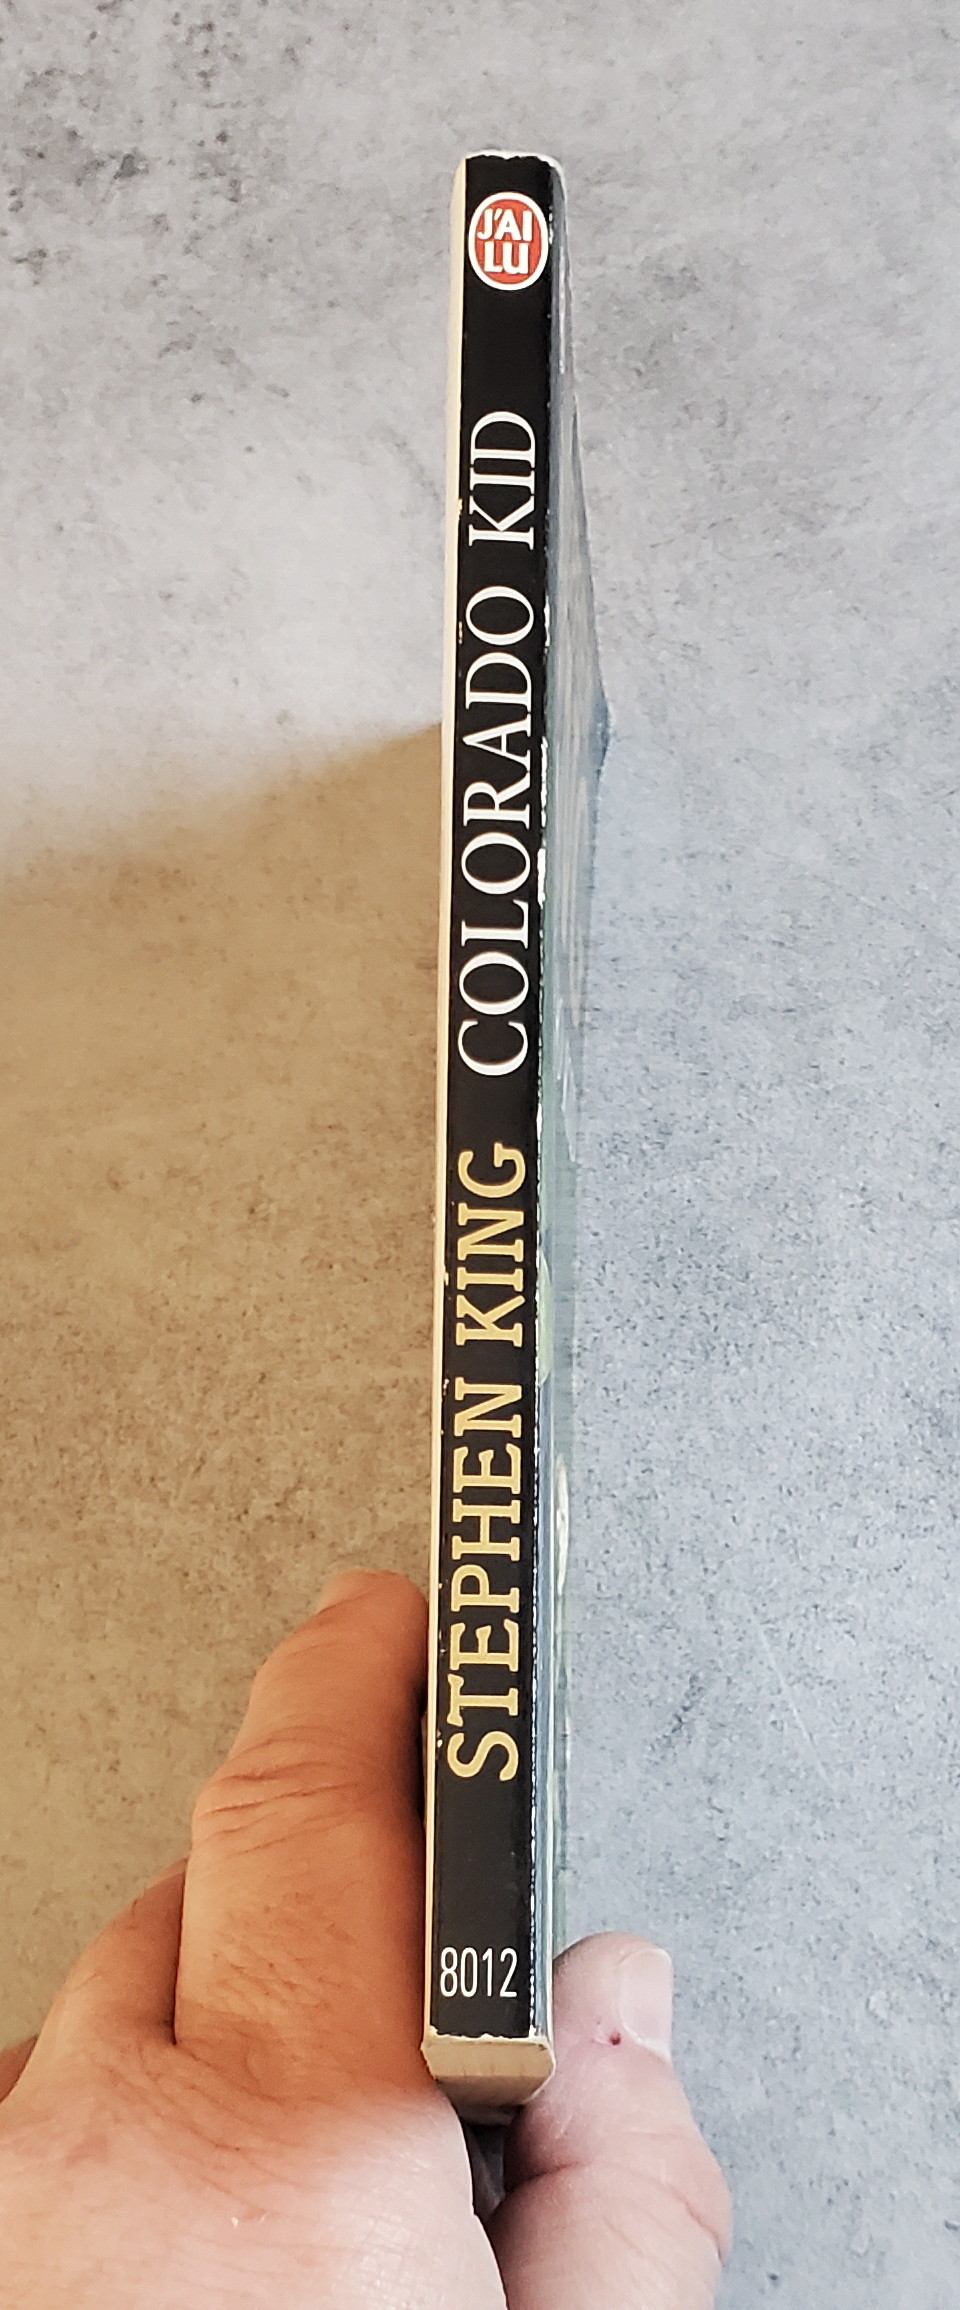 J'AI
LU
STEPHEN KING COLORADO KID
8012